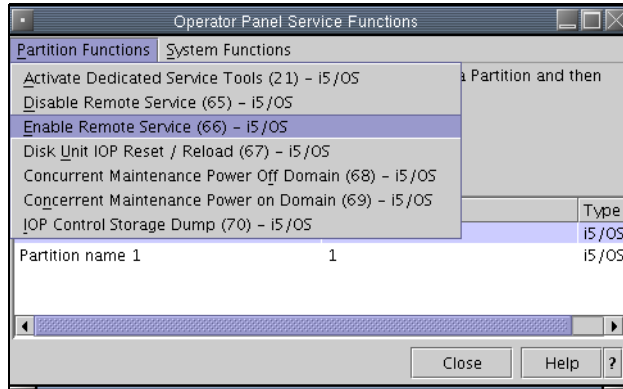 Operator Panel Service Functions
Partition Functions System Functions
Activate Dedicated Service Tools (21) – i5/OS
a Partition and then
Disable Remote Service (65) – i5/OS
Enable Remote Service (66) – i5/OS
Disk Unit IOP Reset / Reload (67) – i5/OS
Concurrent Maintenance Power Off Domain (68) – i5/OS
Concerrent Maintenance Power on Domain (69) – i5/OS
IOP Control Storage Dump (70) – i5/OS
Type
i5/OS
Partition name 1 1 i5/OS
Close Help ?